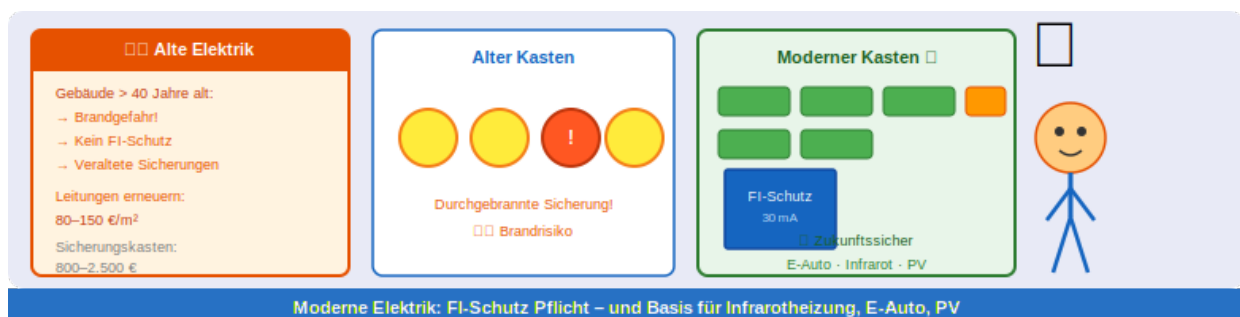 Alte Elektrik
Gebäude > 40 Jahre alt:
→ Brandgefahr!
→ Kein FI-Schutz
→ Veraltete Sicherungen
Leitungen erneuern:
80–150 €/m²
Sicherungskasten:
800–2.500 €
Alter Kasten
!
Durchgebrannte Sicherung!
Brandrisiko
Moderner Kasten
FI-Schutz
30 mA
Zukunftssicher
E-Auto · Infrarot · PV
Moderne Elektrik: FI-Schutz Pflicht – und Basis für Infrarotheizung, E-Auto, PV